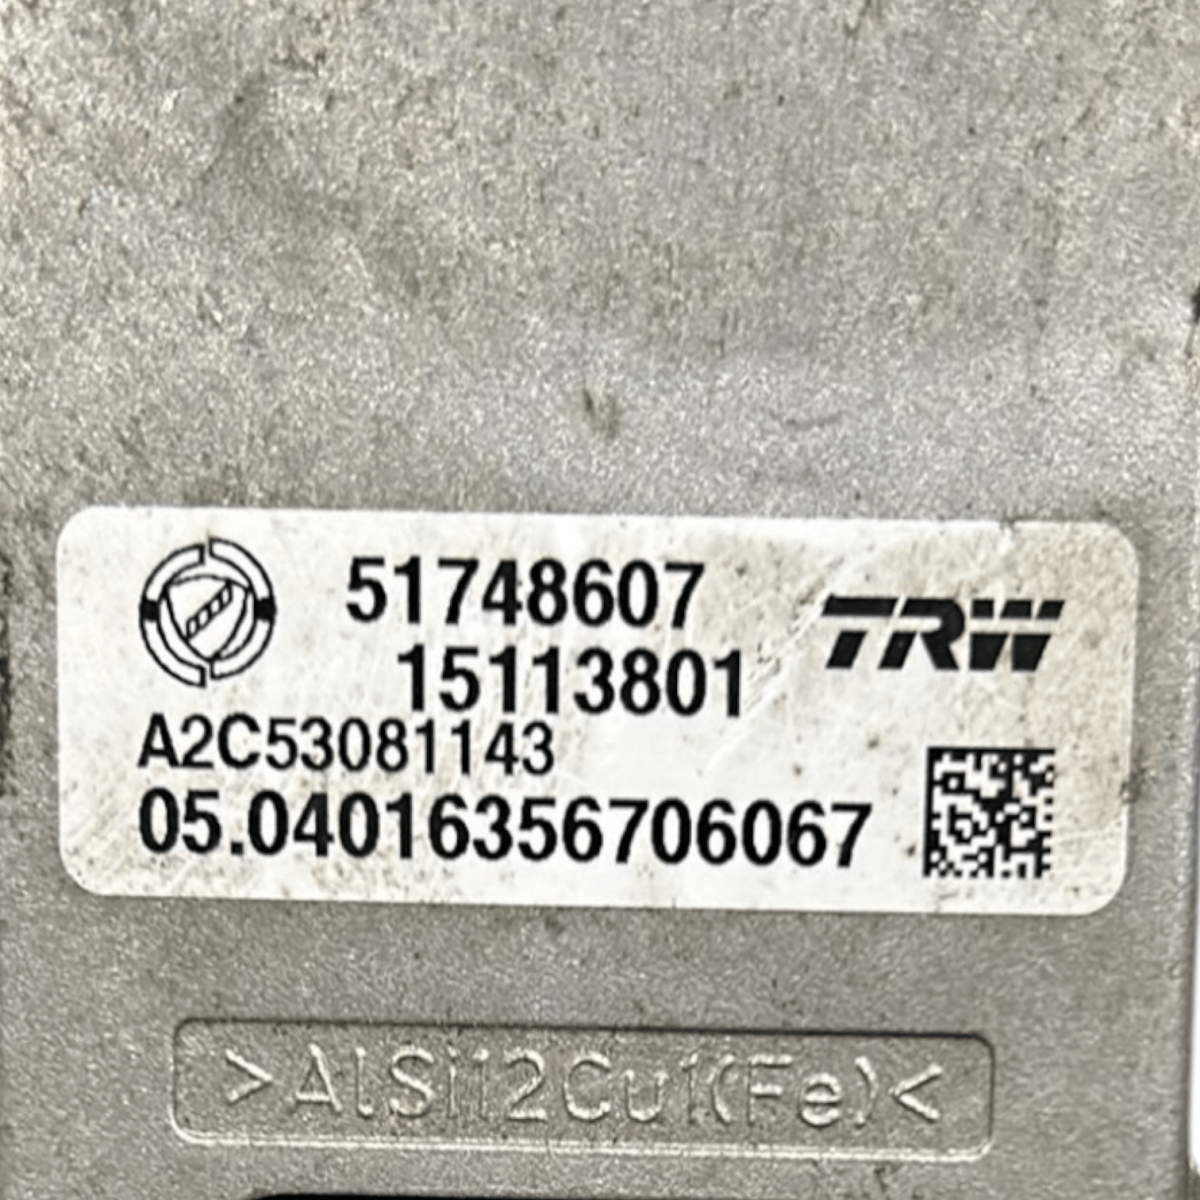 51748607
TRW
15113801
A2C53081143
05.04016356706067
>AlSi12Cu1(Fe)<